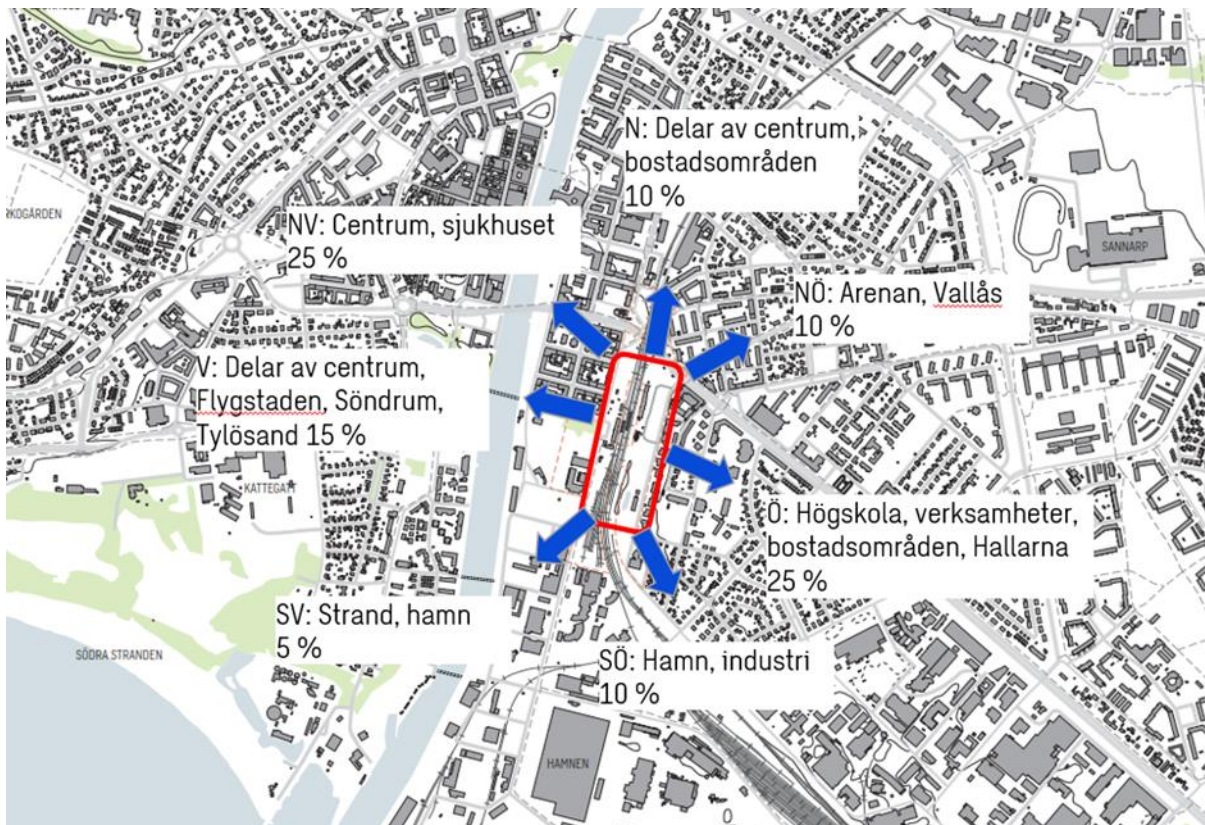 N: Delar av centrum,
bostadsområden
10 %
RKOGÅRDEN
NV: Centrum, sjukhuset
25 %
SANNARP
NÖ: Arenan, Vallås
10 %
V: Delar av centrum,
Flygstaden, Söndrum,
Tylösand 15 %
KATTEGATT
Ö: Högskola, verksamheter,
bostadsområden, Hallarna
25 %
SV: Strand, hamn
5 %
SÖDRA STRANDEN
SÖ: Hamn, industri
10 %
HAMNEN